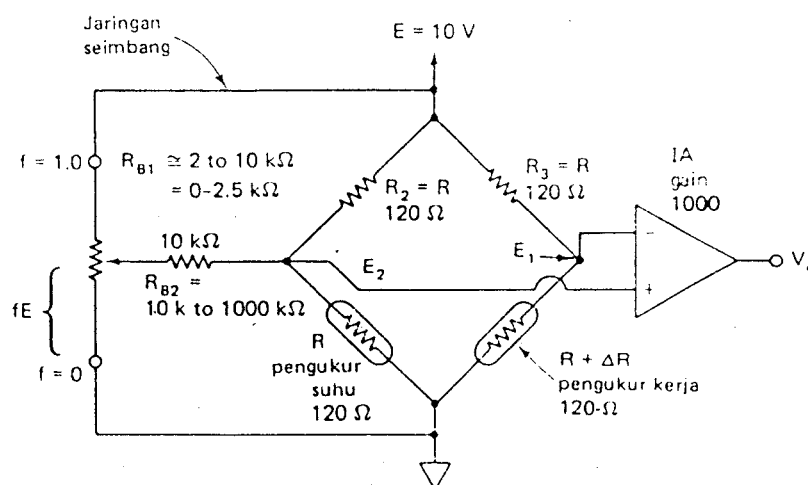 Jaringan
seimbang
E = 10 V
f = 1.0
R_B1 ≅ 2 to 10 kΩ
= 0-2.5 kΩ
R_2 = R
120 Ω
R_3 = R
120 Ω
IA
gain
1000
10 kΩ
R_B2 =
10 k to 1000 kΩ
E_2
E_1
−
+
fE
f = 0
R
pengukur
suhu
120 Ω
R + ΔR
pengukur kerja
120-Ω